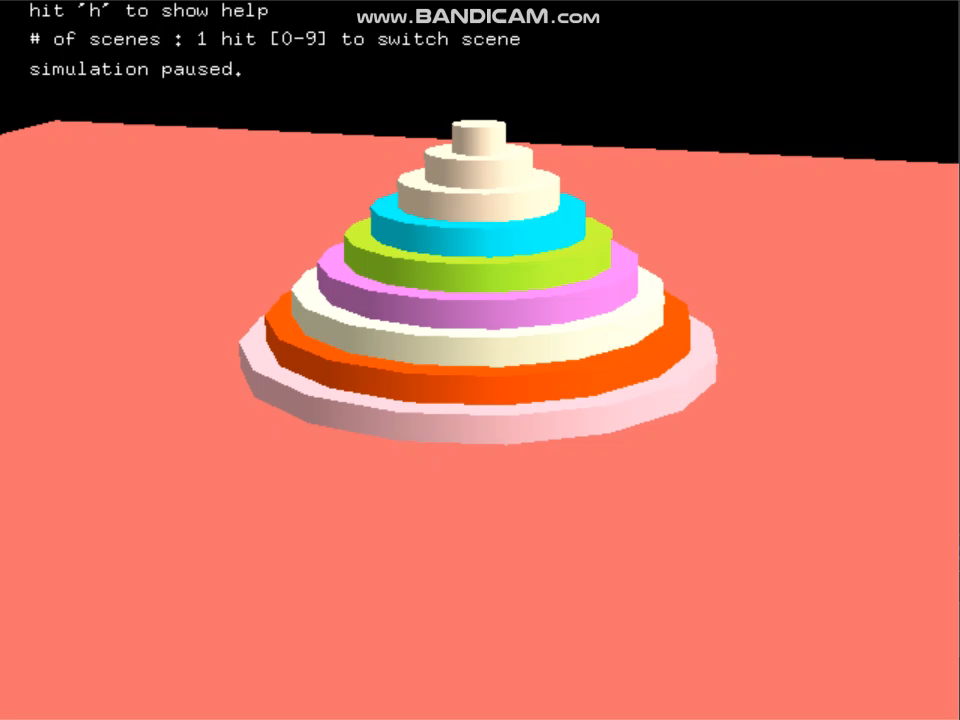 hit 'h' to show help
www.BANDICAM.com
# of scenes : 1 hit [0-9] to switch scene
simulation paused.